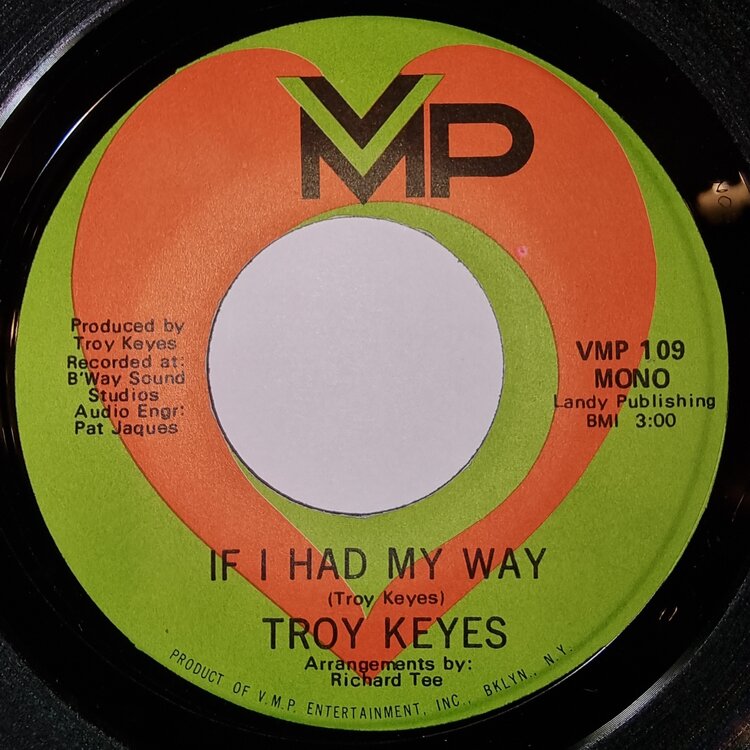 VMP
Produced by
Troy Keyes
Recorded at:
B'Way Sound
Studios
Audio Engr:
Pat Jaques
VMP 109
MONO
Landy Publishing
BMI 3:00
IF I HAD MY WAY
(Troy Keyes)
TROY KEYES
Arrangements by:
Richard Tee
PRODUCT OF V.M.P. ENTERTAINMENT, INC., BKLYN., N.Y.